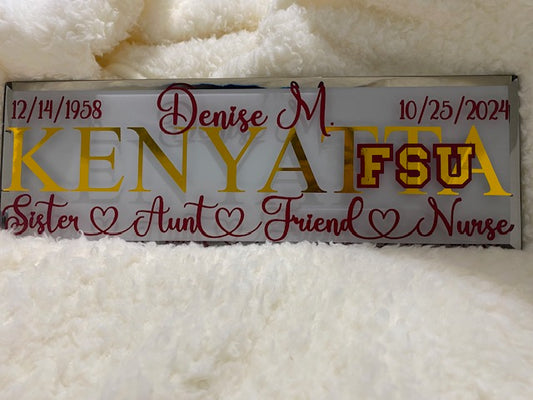 Denise M.
12/14/1958 10/25/2024
KENYATTA
FSU
Sister Aunt Friend Nurse